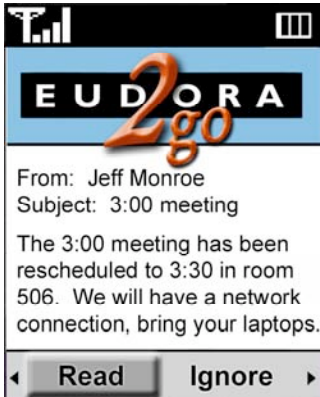 EUDORA
2go
From: Jeff Monroe
Subject: 3:00 meeting
The 3:00 meeting has been
rescheduled to 3:30 in room
506. We will have a network
connection, bring your laptops.
Read Ignore